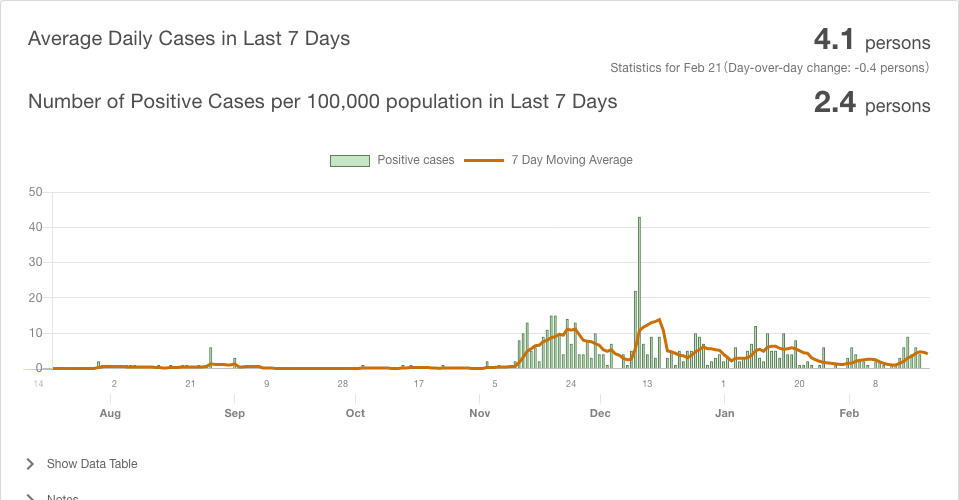 Average Daily Cases in Last 7 Days
4.1 persons
Statistics for Feb 21 (Day-over-day change: -0.4 persons)
Number of Positive Cases per 100,000 population in Last 7 Days
2.4 persons
Positive cases
7 Day Moving Average
50
40
30
20
10
0
14 2 21 9 28 17 5 24 13 1 20 8
Aug Sep Oct Nov Dec Jan Feb
Show Data Table
Notes